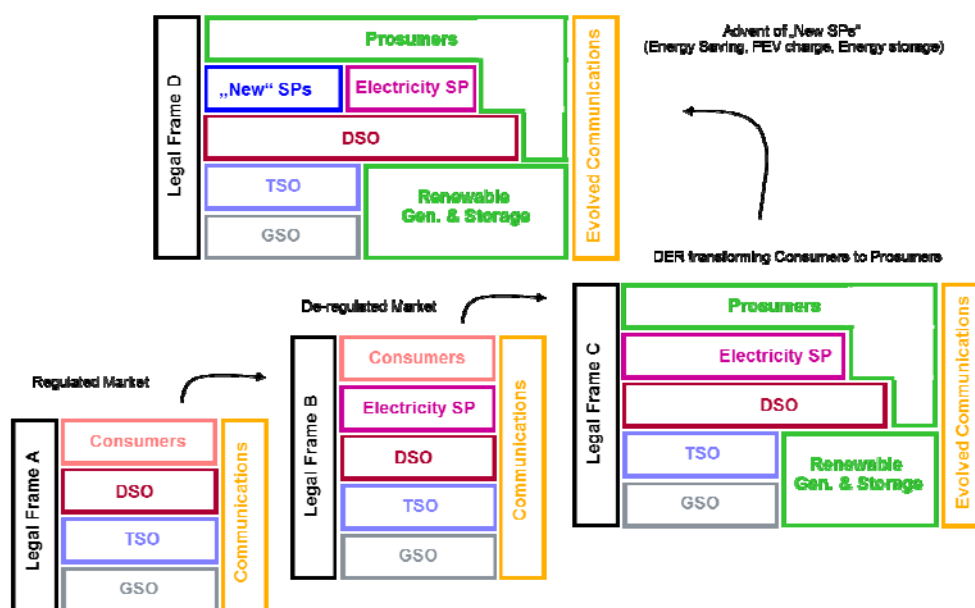 Legal Frame D
Prosumers
„New“ SPs
Electricity SP
DSO
TSO
GSO
Renewable
Gen. & Storage
Evolved Communications
Advent of „New SPs“
(Energy Saving, PEV charge, Energy storage)
DER transforming Consumers to Prosumers
De-regulated Market
Regulated Market
Legal Frame A
Consumers
DSO
TSO
GSO
Communications
Legal Frame B
Consumers
Electricity SP
DSO
TSO
GSO
Communications
Legal Frame C
Prosumers
Electricity SP
DSO
TSO
GSO
Renewable
Gen. & Storage
Evolved Communications